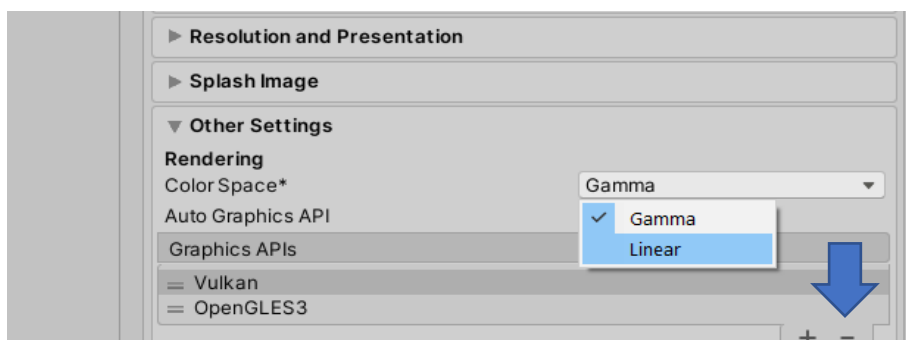 Resolution and Presentation
Splash Image
Other Settings
Rendering
Color Space* Gamma
Auto Graphics API Gamma
Graphics APIs Linear
Vulkan
OpenGLES3
+ −